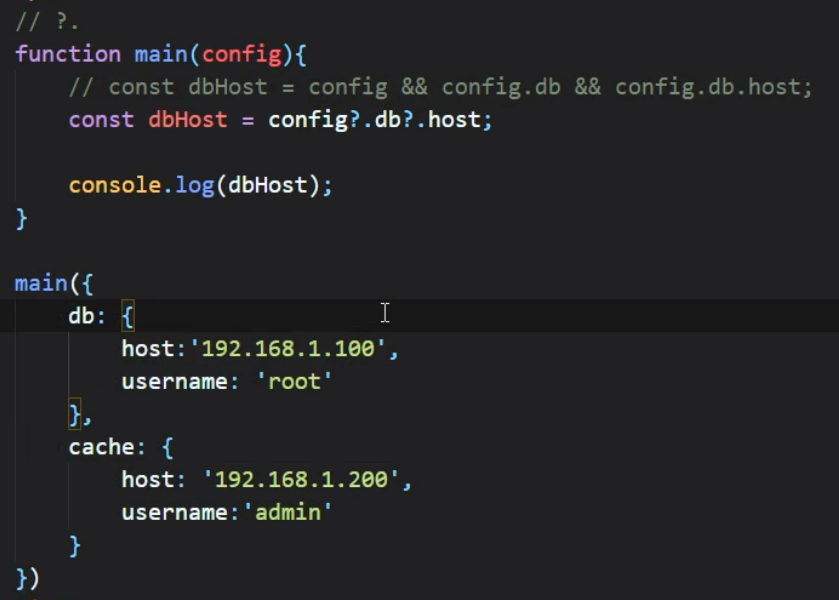 // ?.
function main(config){
    // const dbHost = config && config.db && config.db.host;
    const dbHost = config?.db?.host;
    console.log(dbHost);
}
main({
    db: {
        host:'192.168.1.100',
        username: 'root'
    },
    cache: {
        host: '192.168.1.200',
        username:'admin'
    }
})